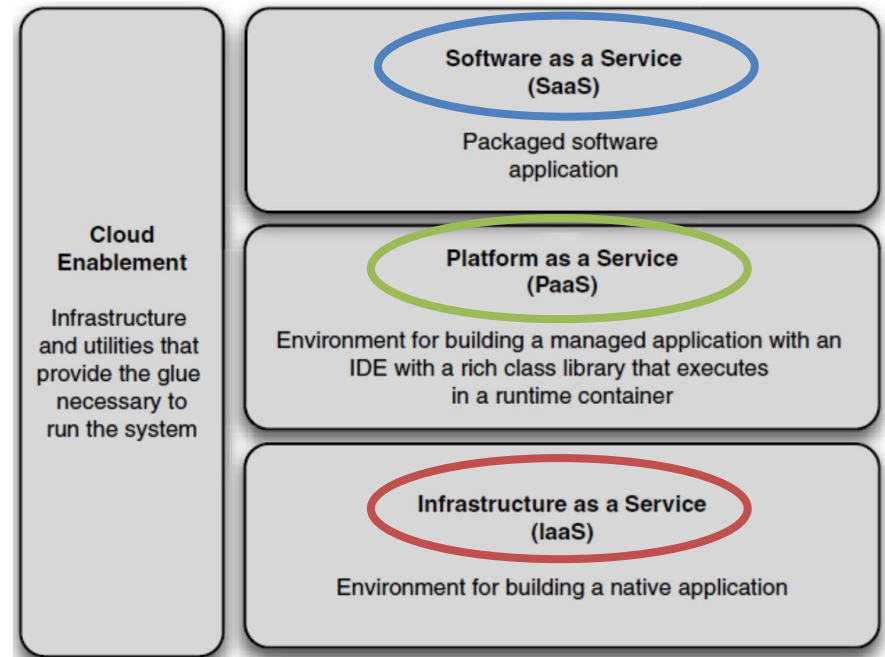 Cloud
Enablement
Infrastructure
and utilities that
provide the glue
necessary to
run the system
Software as a Service
(SaaS)
Packaged software
application
Platform as a Service
(PaaS)
Environment for building a managed application with an
IDE with a rich class library that executes
in a runtime container
Infrastructure as a Service
(IaaS)
Environment for building a native application